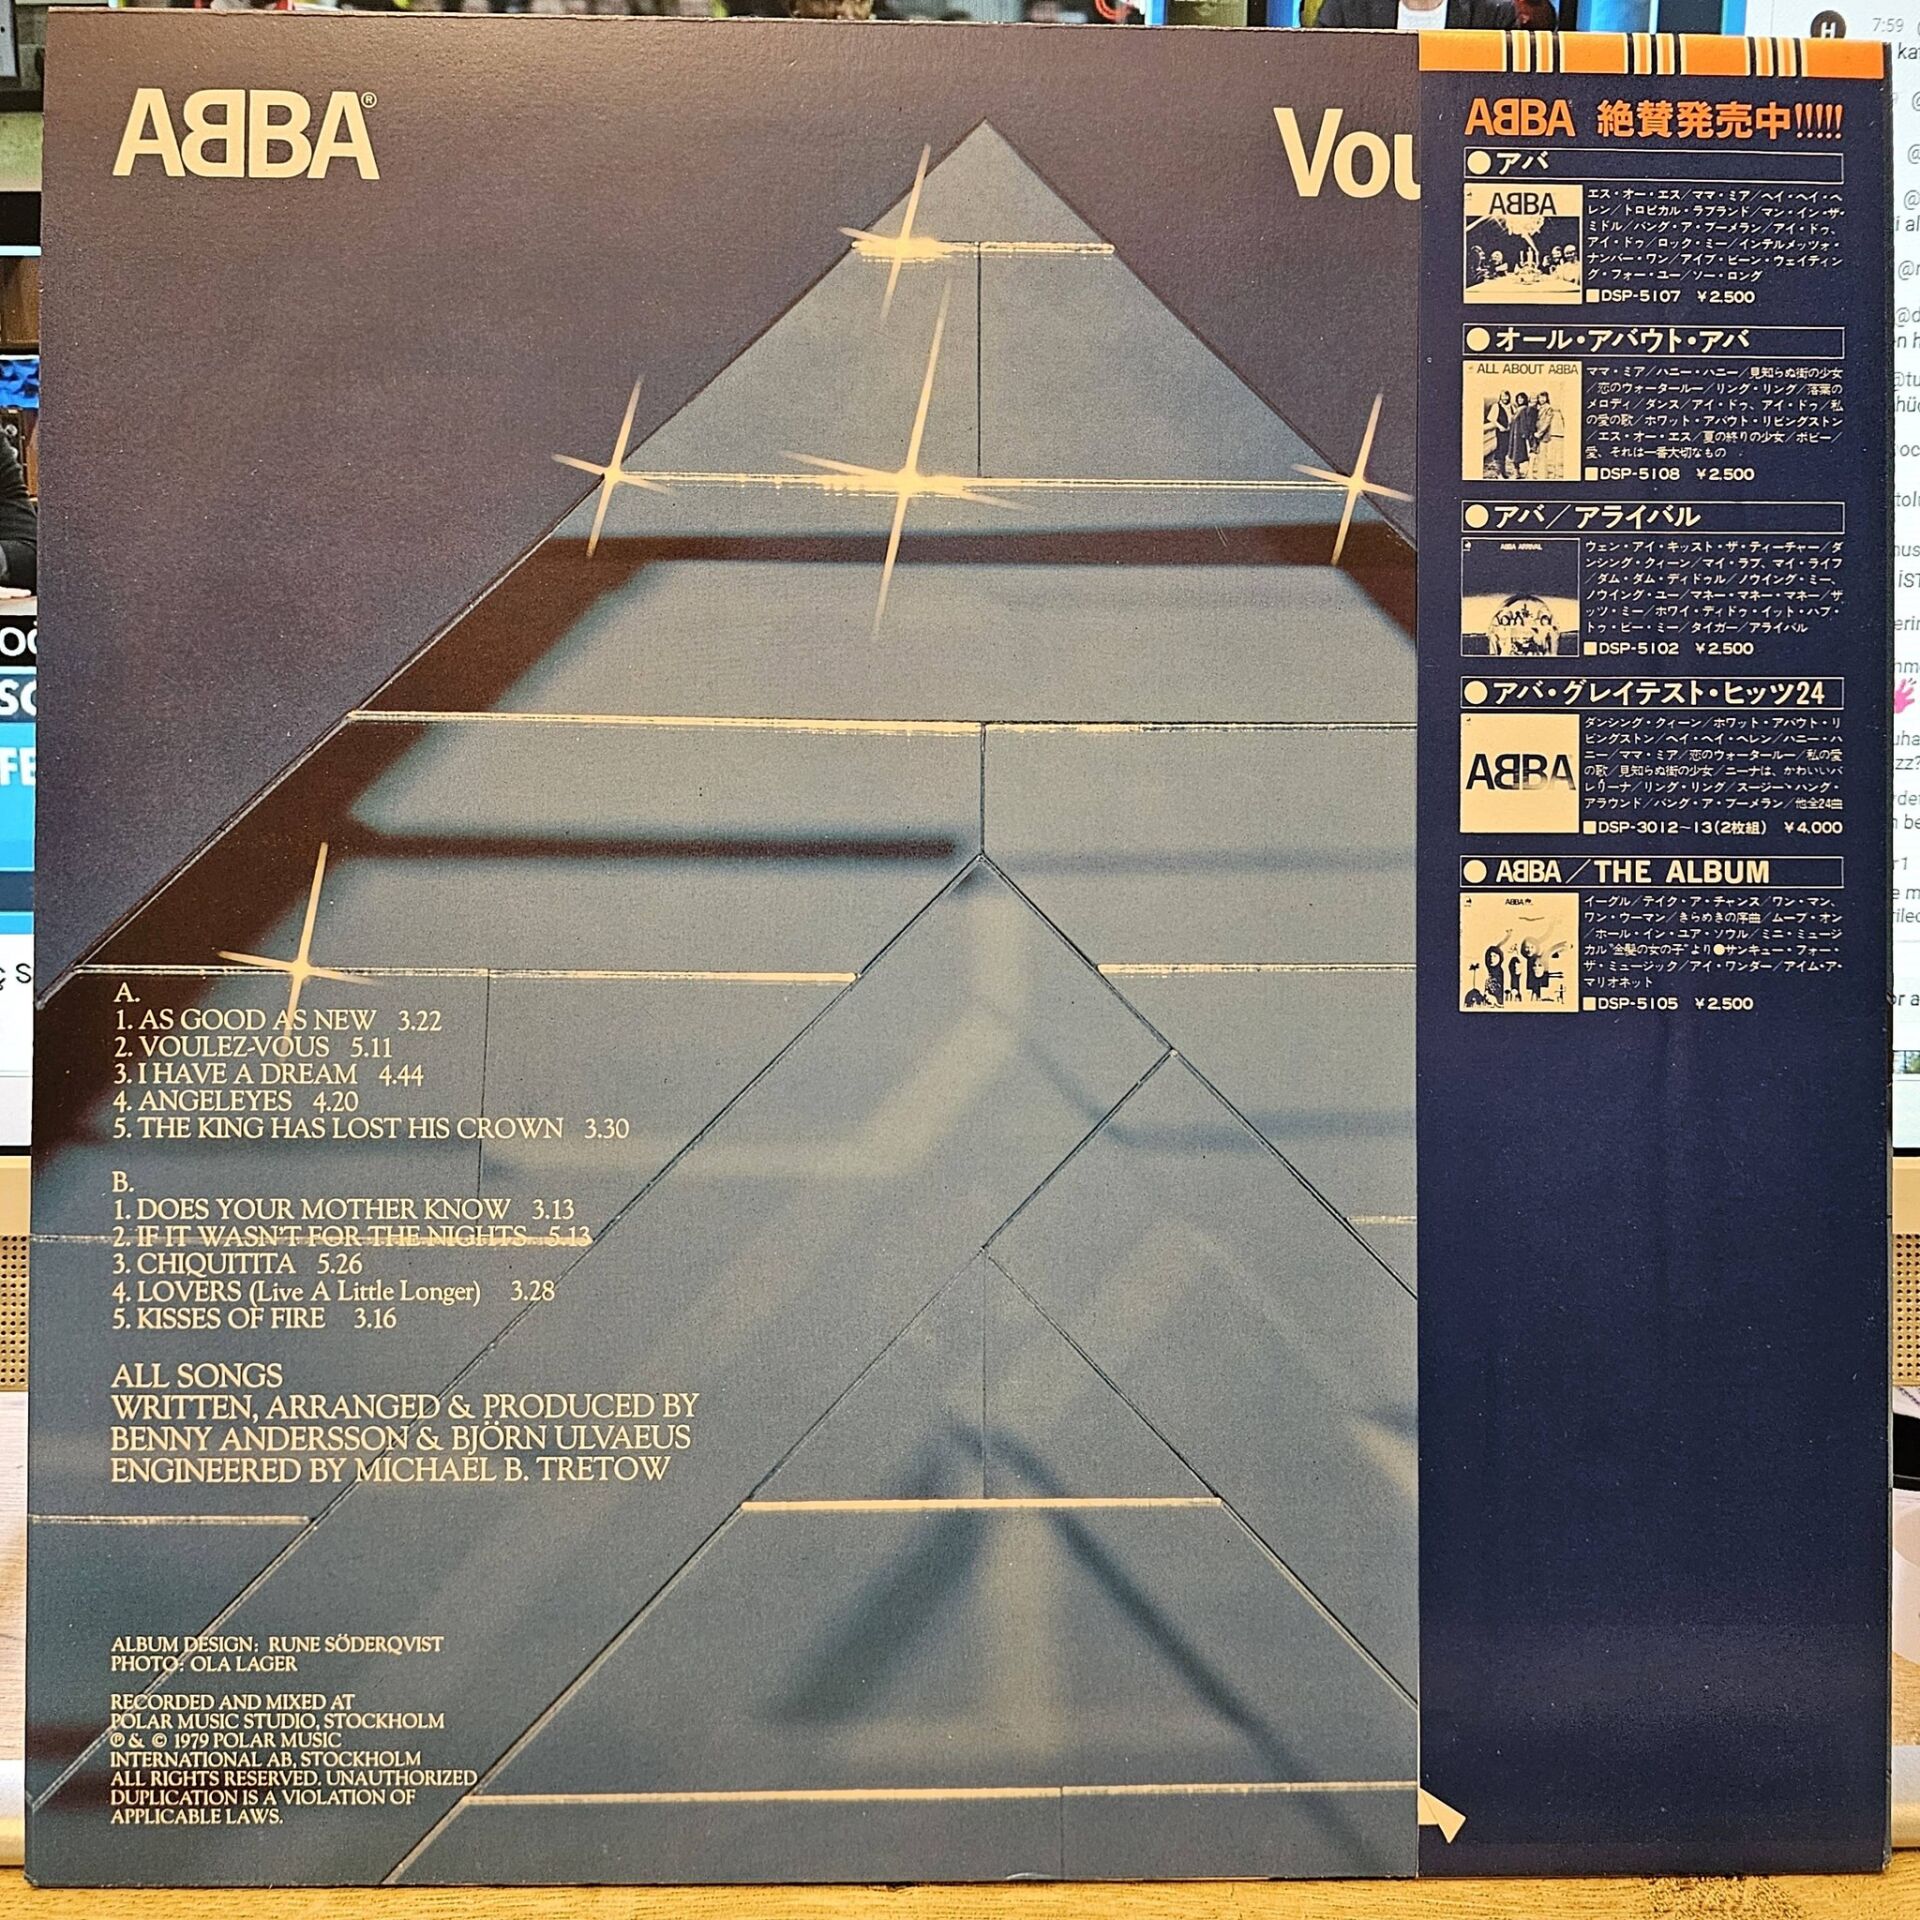 ABBA®
Vou
A.
1. AS GOOD AS NEW 3.22
2. VOULEZ-VOUS 5.11
3. I HAVE A DREAM 4.44
4. ANGELEYES 4.20
5. THE KING HAS LOST HIS CROWN 3.30
B.
1. DOES YOUR MOTHER KNOW 3.13
2. IF IT WASN'T FOR THE NIGHTS 5.13
3. CHIQUITITA 5.26
4. LOVERS (Live A Little Longer) 3.28
5. KISSES OF FIRE 3.16
ALL SONGS
WRITTEN, ARRANGED & PRODUCED BY
BENNY ANDERSSON & BJÖRN ULVAEUS
ENGINEERED BY MICHAEL B. TRETOW
ALBUM DESIGN: RUNE SÖDERQVIST
PHOTO: OLA LAGER
RECORDED AND MIXED AT
POLAR MUSIC STUDIO, STOCKHOLM
℗ & © 1979 POLAR MUSIC
INTERNATIONAL AB, STOCKHOLM
ALL RIGHTS RESERVED. UNAUTHORIZED
DUPLICATION IS A VIOLATION OF
APPLICABLE LAWS.
ABBA 絶賛発売中!!!!!
●アバ
ABBA
エス・オー・エス/ママ・ミア/ヘイ・ヘイ・ヘ
レン/トロピカル・ラブランド/マン・イン・ザ・
ミドル/バング・ア・ブーメラン/アイ・ドゥ、
アイ・ドゥ/ロック・ミー/インテルメッツォ・
ナンバー・ワン/アイブ・ビーン・ウェイティン
グ・フォー・ユー/ソー・ロング
■DSP-5107 ¥2,500
●オール・アバウト・アバ
ALL ABOUT ABBA
ママ・ミア/ハニー・ハニー/見知らぬ街の少女
/恋のウォータールー/リング・リング/落葉の
メロディ/ダンス/アイ・ドゥ、アイ・ドゥ/私
の愛の歌/ホワット・アバウト・リビングストン
/エス・オー・エス/夏の終りの少女/ボビー/
愛、それは一番大切なもの
■DSP-5108 ¥2,500
●アバ/アライバル
ABBA ARRIVAL
ウェン・アイ・キッスト・ザ・ティーチャー/ダ
ンシング・クィーン/マイ・ラブ、マイ・ライフ
/ダム・ダム・ディドゥル/ノウイング・ミー、
ノウイング・ユー/マネー・マネー・マネー/ザ
ッツ・ミー/ホワイ・ディドゥ・イット・ハブ・
トゥ・ビー・ミー/タイガー/アライバル
■DSP-5102 ¥2,500
●アバ・グレイテスト・ヒッツ24
ABBA
ダンシング・クィーン/ホワット・アバウト・リ
ビングストン/ヘイ・ヘイ・ヘレン/ハニー・ハ
ニー/ママ・ミア/恋のウォータールー/私の愛
の歌/見知らぬ街の少女/ニーナは、かわいいバ
レリーナ/リング・リング/スージー・ハング・
アラウンド/バング・ア・ブーメラン/他全24曲
■DSP-3012~13(2枚組) ¥4,000
●ABBA/THE ALBUM
ABBA
イーグル/テイク・ア・チャンス/ワン・マン、
ワン・ウーマン/きらめきの序曲/ムーブ・オン
/ホール・イン・ユア・ソウル/ミニ・ミュージ
カル"金髪の女の子"より●サンキュー・フォー・
ザ・ミュージック/アイ・ワンダー/アイム・ア・
マリオネット
■DSP-5105 ¥2,500
H
7:59